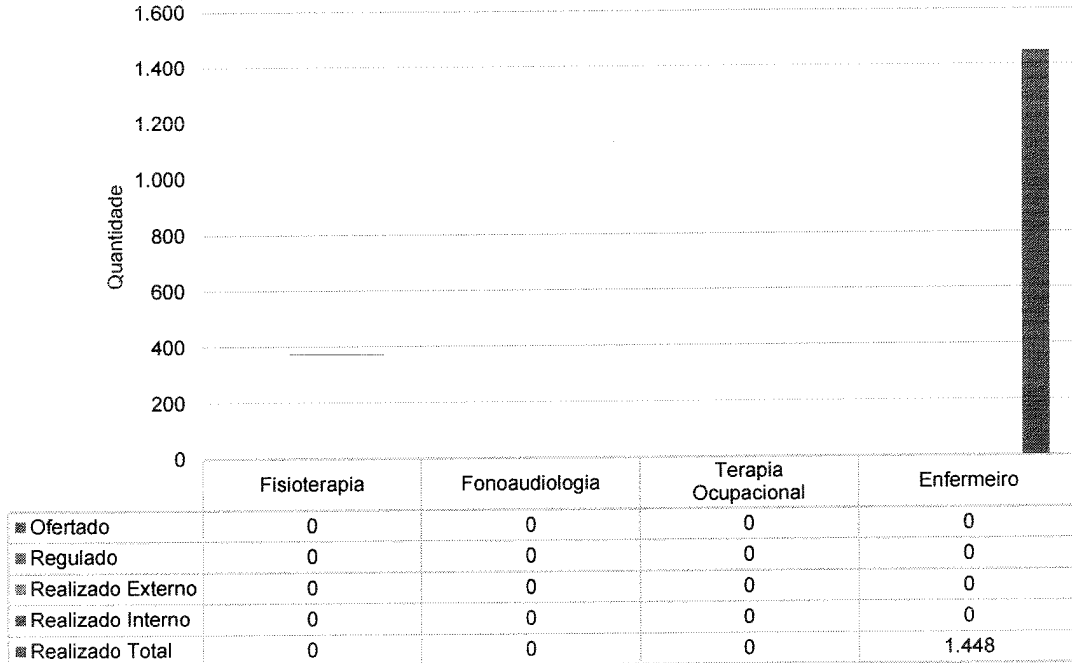 1.600
1.400
1.200
1.000
800
600
400
200
0
Quantidade
Fisioterapia Fonoaudiologia Terapia Ocupacional Enfermeiro
Ofertado 0 0 0 0
Regulado 0 0 0 0
Realizado Externo 0 0 0 0
Realizado Interno 0 0 0 0
Realizado Total 0 0 0 1.448